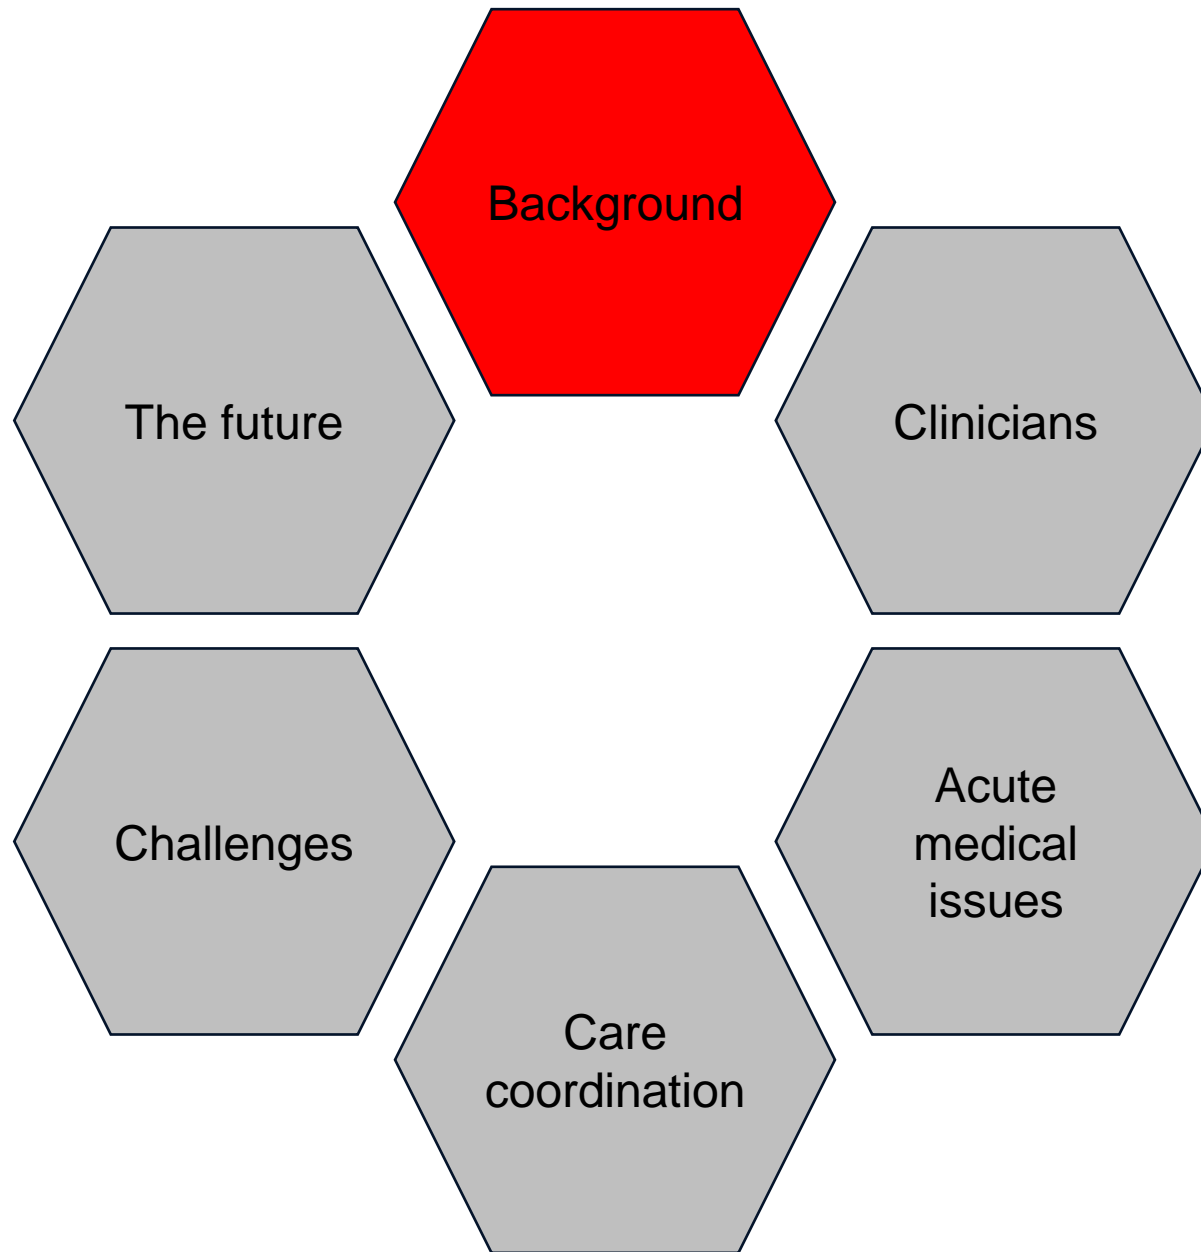 Background
The future
Clinicians
Challenges
Acute
medical
issues
Care
coordination